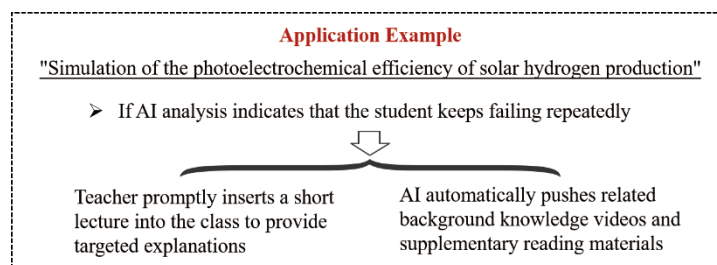 Application Example
"Simulation of the photoelectrochemical efficiency of solar hydrogen production"
➢ If AI analysis indicates that the student keeps failing repeatedly
Teacher promptly inserts a short
lecture into the class to provide
targeted explanations
AI automatically pushes related
background knowledge videos and
supplementary reading materials